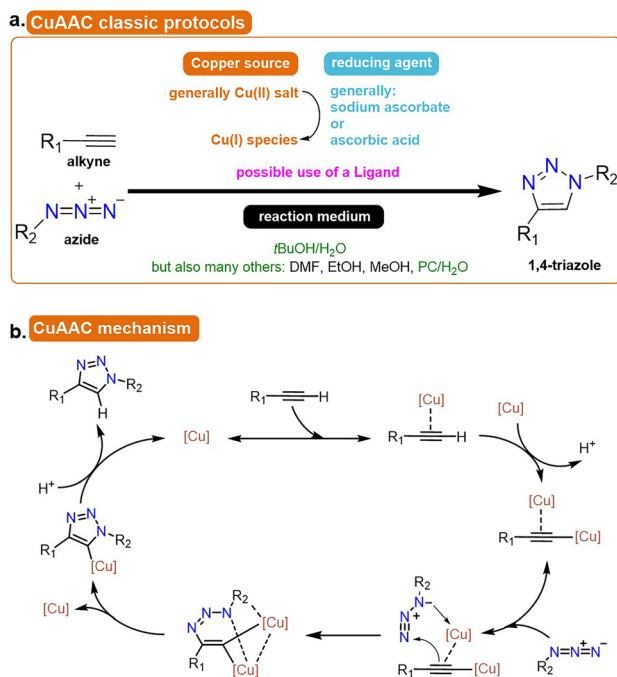 a. CuAAC classic protocols
Copper source
reducing agent
generally Cu(II) salt
generally:
sodium ascorbate
or
ascorbic acid
Cu(I) species
R1
alkyne
+
N=N=N
+ −
R2
azide
possible use of a Ligand
reaction medium
tBuOH/H2O
but also many others: DMF, EtOH, MeOH, PC/H2O
N N N R2
R1
1,4-triazole
b. CuAAC mechanism
N N N R2
R1
H
R1 H
[Cu]
[Cu]
R1 H
[Cu]
H+
H+
N N N R2
R1
[Cu]
[Cu]
R1 [Cu]
[Cu]
N N N R2
[Cu]
R1
[Cu]
R2
N −
N +
N
[Cu]
R1 [Cu]
R2 N=N=N
+ −